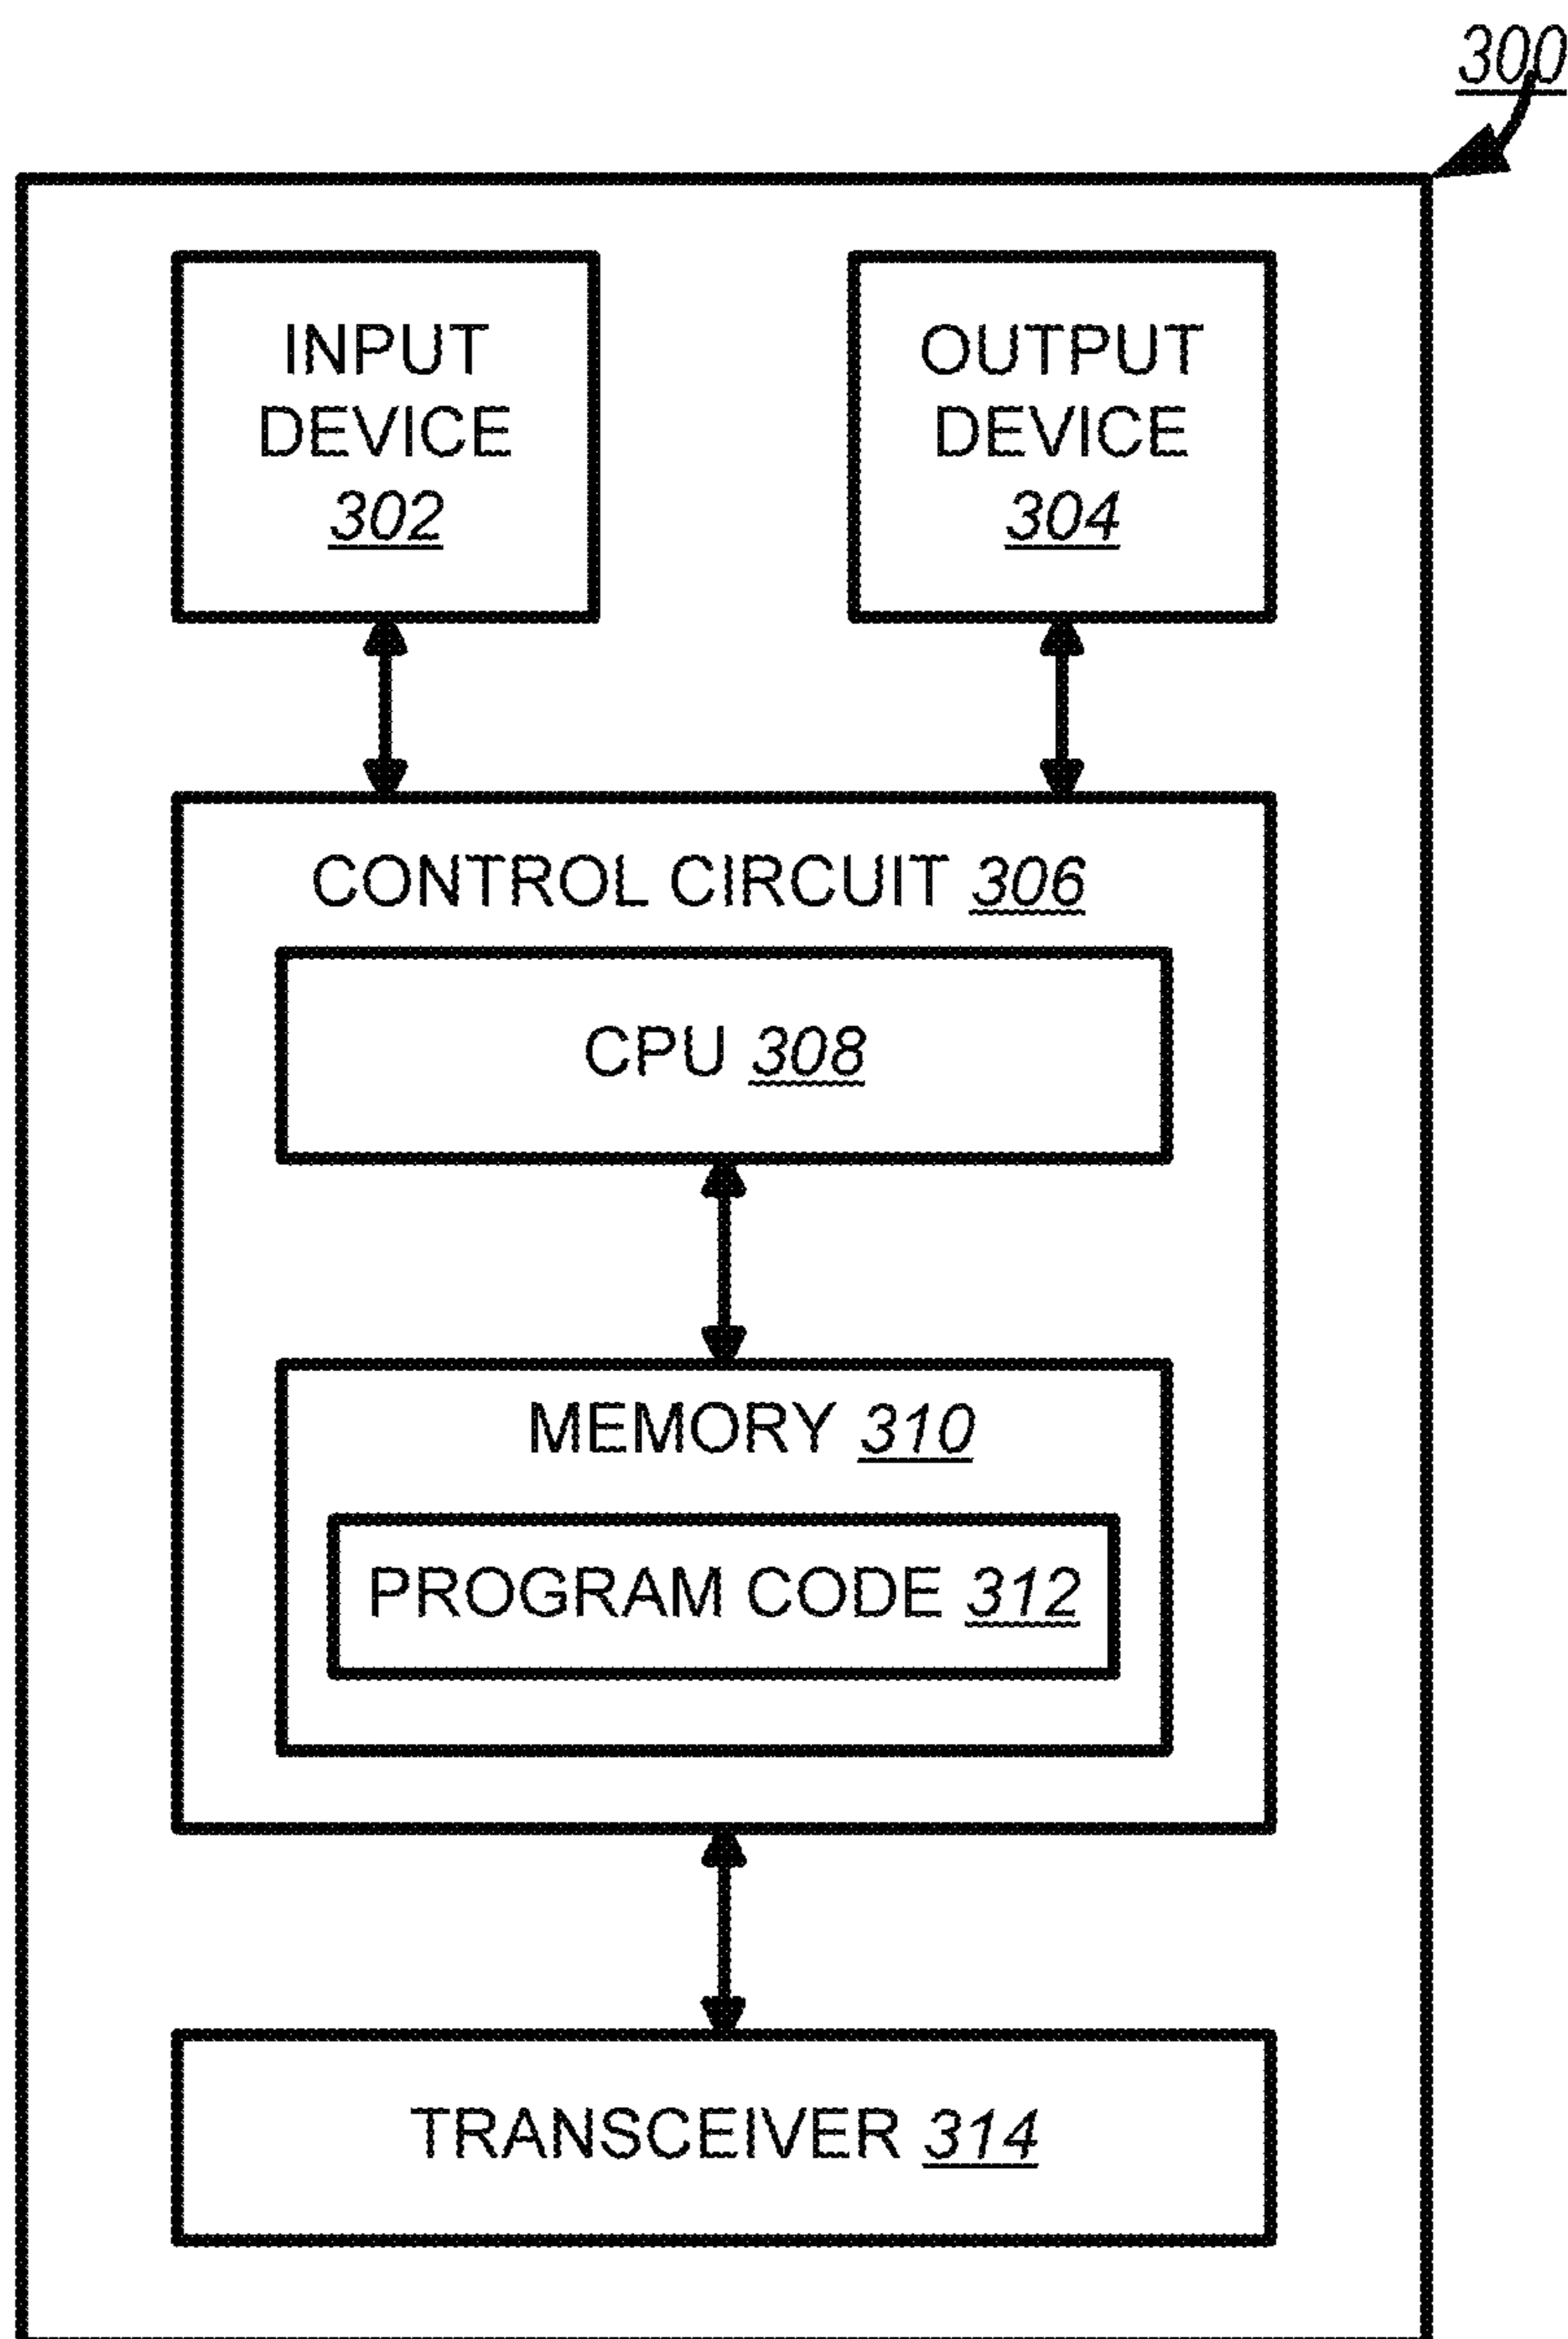 300
INPUT
DEVICE
302
OUTPUT
DEVICE
304
CONTROL CIRCUIT 306
CPU 308
MEMORY 310
PROGRAM CODE 312
TRANSCEIVER 314